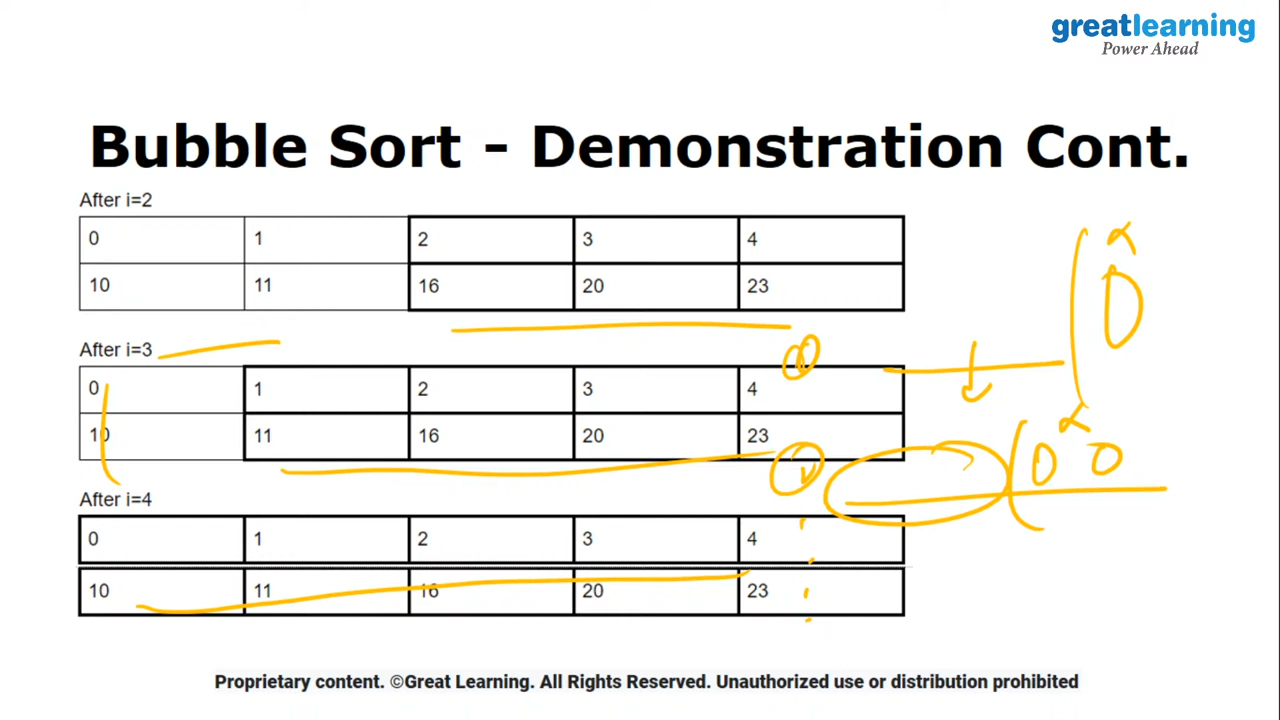 greatlearning
Power Ahead
Bubble Sort - Demonstration Cont.
After i=2
0 1 2 3 4
10 11 16 20 23
After i=3
0 1 2 3 4
10 11 16 20 23
After i=4
0 1 2 3 4
10 11 16 20 23
Proprietary content. ©Great Learning. All Rights Reserved. Unauthorized use or distribution prohibited